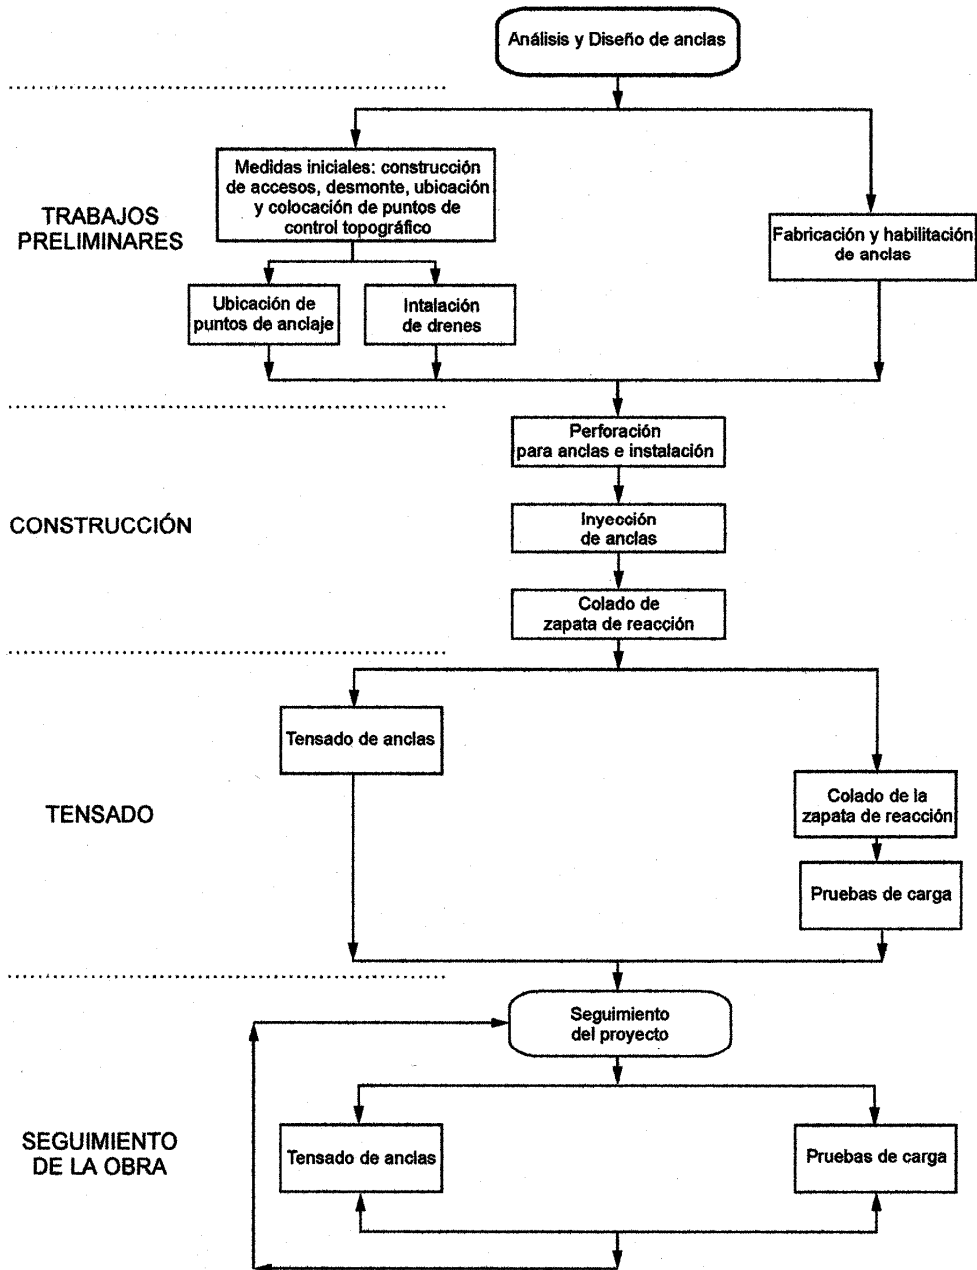 Análisis y Diseño de anclas
TRABAJOS
PRELIMINARES
Medidas iniciales: construcción
de accesos, desmonte, ubicación
y colocación de puntos de
control topográfico
Fabricación y habilitación
de anclas
Ubicación de
puntos de anclaje
Intalación
de drenes
CONSTRUCCIÓN
Perforación
para anclas e instalación
Inyección
de anclas
Colado de
zapata de reacción
TENSADO
Tensado de anclas
Colado de la
zapata de reacción
Pruebas de carga
SEGUIMIENTO
DE LA OBRA
Seguimiento
del proyecto
Tensado de anclas
Pruebas de carga